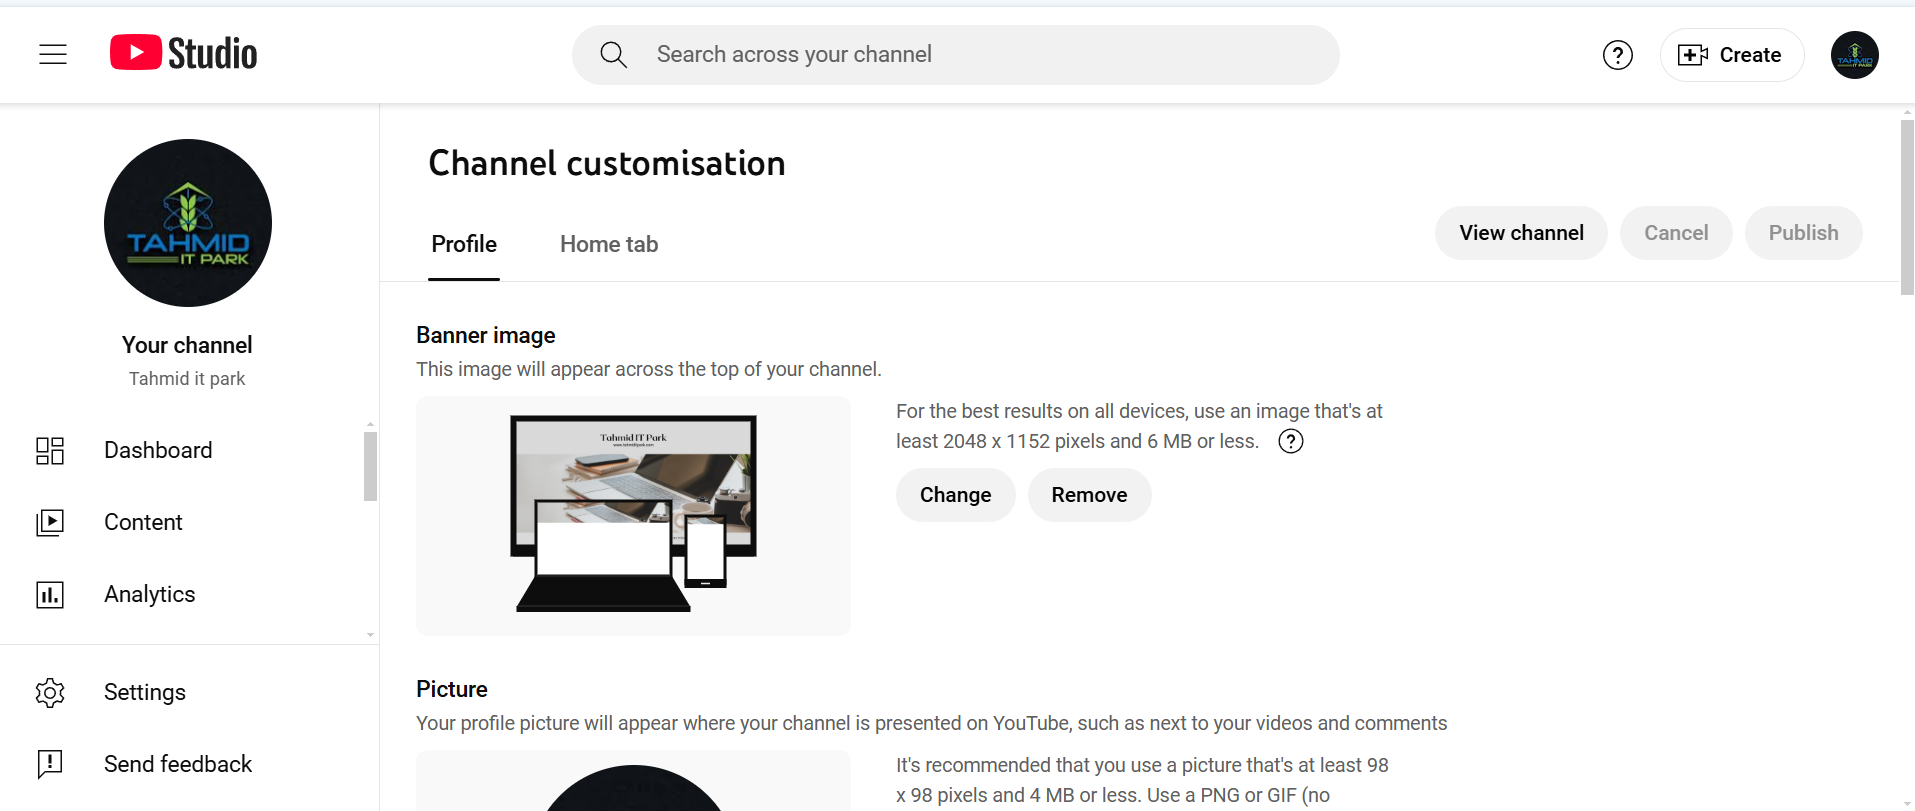 Studio
Search across your channel
?
Create
TAHMID
IT PARK
TAHMID
IT PARK
Your channel
Tahmid it park
Dashboard
Content
Analytics
Settings
Send feedback
Channel customisation
Profile
Home tab
View channel
Cancel
Publish
Banner image
This image will appear across the top of your channel.
Tahmid IT Park
For the best results on all devices, use an image that's at
least 2048 x 1152 pixels and 6 MB or less. ?
Change
Remove
Picture
Your profile picture will appear where your channel is presented on YouTube, such as next to your videos and comments
It's recommended that you use a picture that's at least 98
x 98 pixels and 4 MB or less. Use a PNG or GIF (no